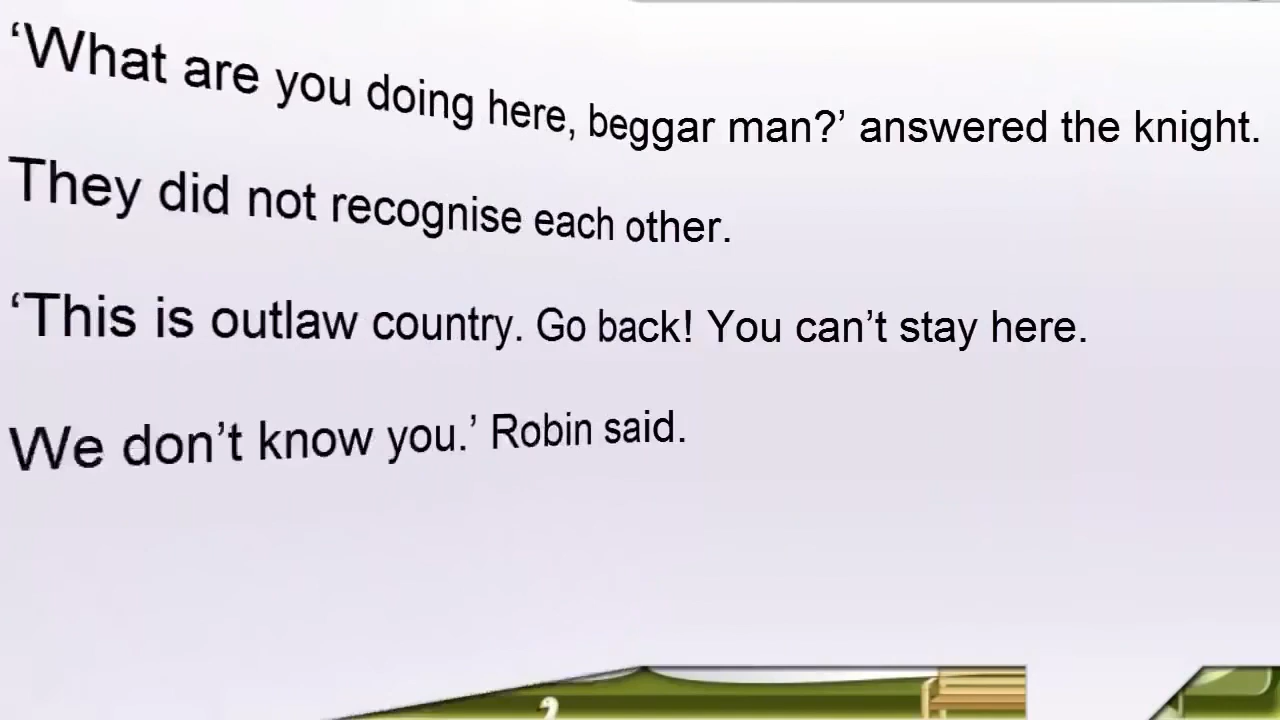 ‘What are you doing here, beggar man?’ answered the knight.
They did not recognise each other.
‘This is outlaw country. Go back! You can’t stay here.
We don’t know you.’ Robin said.